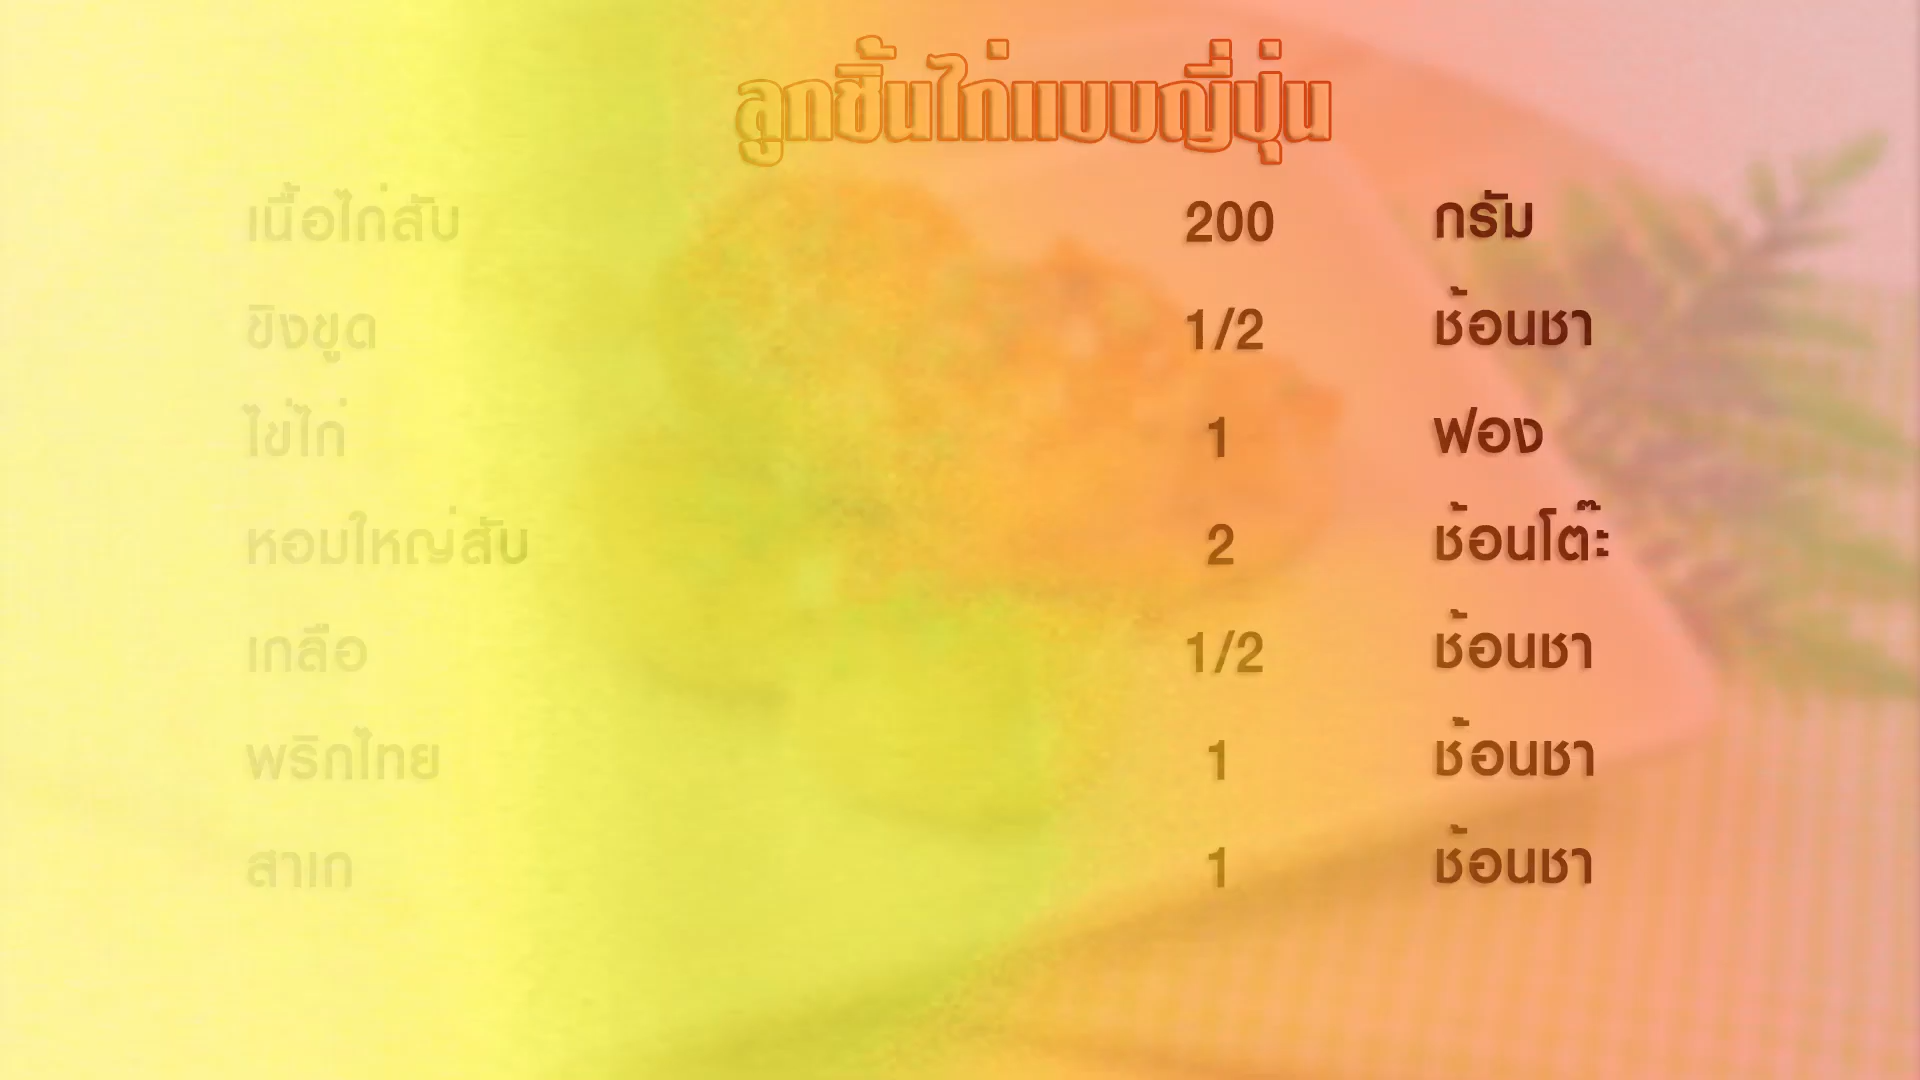 ลูกชิ้นไก่แบบญี่ปุ่น
เนื้อไก่สับ 200 กรัม
ขิงขูด 1/2 ช้อนชา
ไข่ไก่ 1 ฟอง
หอมใหญ่สับ 2 ช้อนโต๊ะ
เกลือ 1/2 ช้อนชา
พริกไทย 1 ช้อนชา
สาเก 1 ช้อนชา